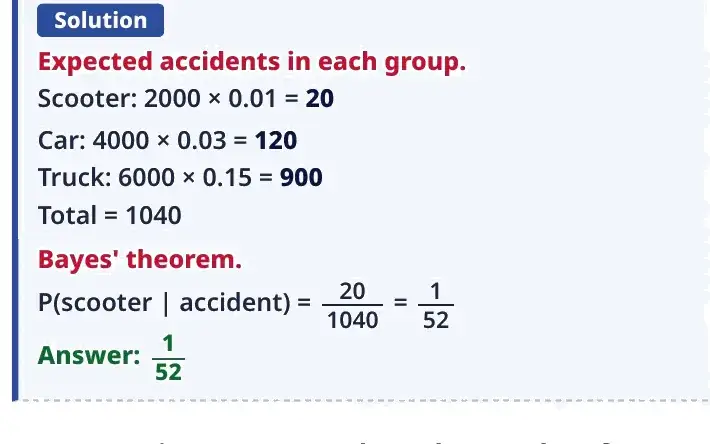 Solution
Expected accidents in each group.
Scooter: 2000 × 0.01 = 20
Car: 4000 × 0.03 = 120
Truck: 6000 × 0.15 = 900
Total = 1040
Bayes' theorem.
P(scooter | accident) = 20/1040 = 1/52
Answer: 1/52